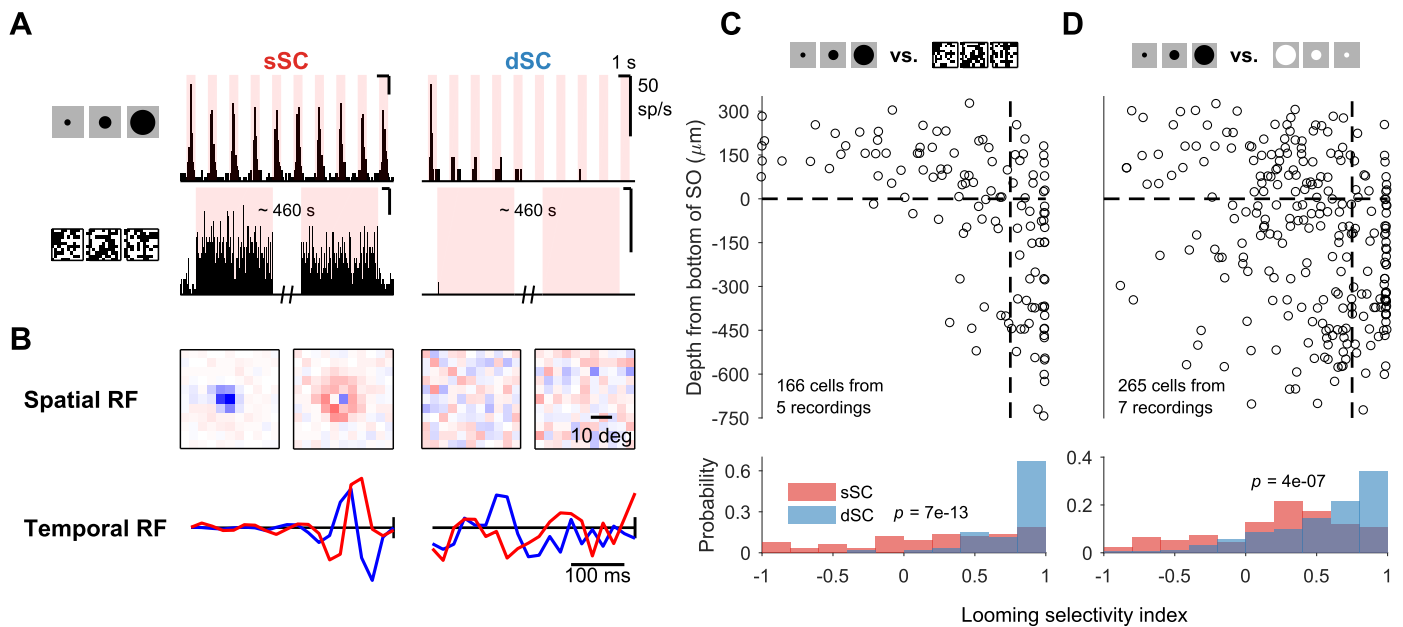 A
sSC
dSC
1 s
50
sp/s
~ 460 s
~ 460 s
B
Spatial RF
10 deg
Temporal RF
100 ms
C
vs.
Depth from bottom of SO (μm)
300
150
0
-150
-300
-450
-600
-750
166 cells from
5 recordings
Probability
0.6
0.3
0
sSC
dSC
p = 7e-13
-1
-0.5
0
0.5
1
D
vs.
265 cells from
7 recordings
0.4
0.2
0
p = 4e-07
-1
-0.5
0
0.5
1
Looming selectivity index